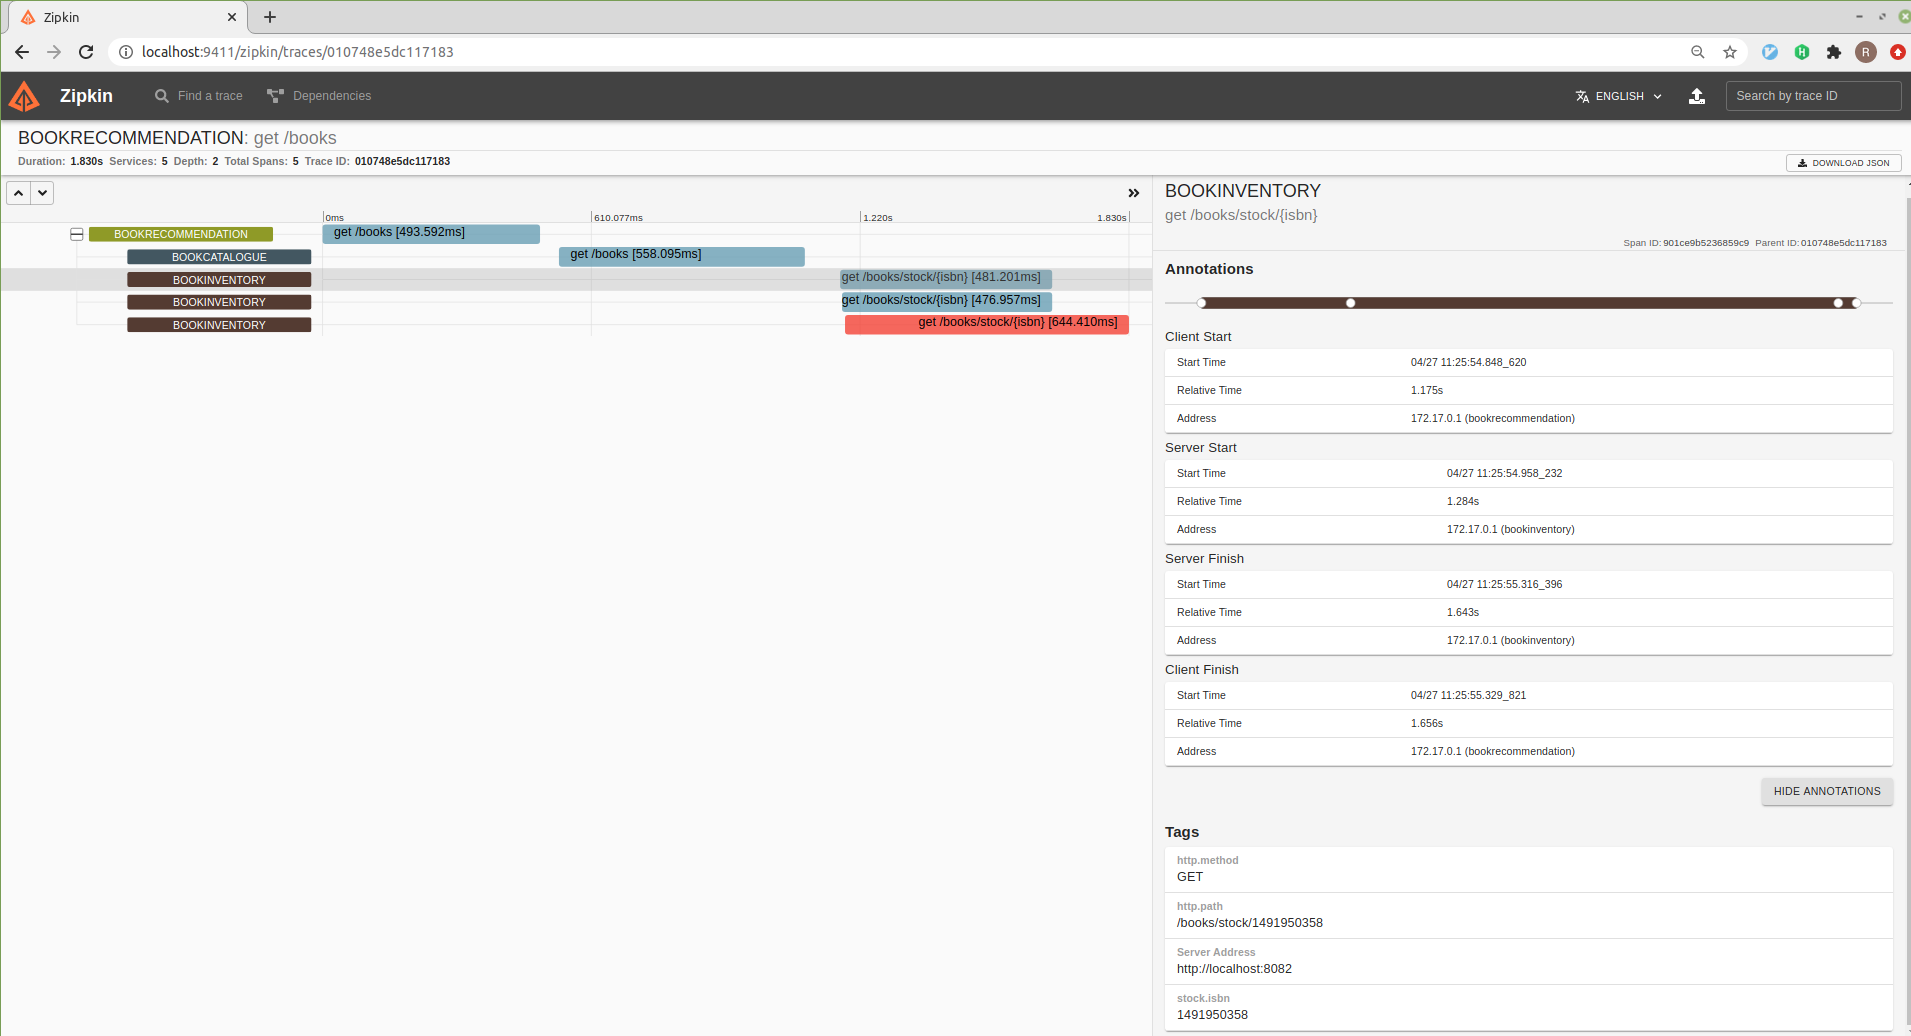 Zipkin
localhost:9411/zipkin/traces/010748e5dc117183
R
Zipkin
Find a trace
Dependencies
ENGLISH
Search by trace ID
BOOKRECOMMENDATION: get /books
Duration: 1.830s Services: 5 Depth: 2 Total Spans: 5 Trace ID: 010748e5dc117183
DOWNLOAD JSON
0ms 610.077ms 1.220s 1.830s
BOOKRECOMMENDATION get /books [493.592ms]
BOOKCATALOGUE get /books [558.095ms]
BOOKINVENTORY get /books/stock/{isbn} [481.201ms]
BOOKINVENTORY get /books/stock/{isbn} [476.957ms]
BOOKINVENTORY get /books/stock/{isbn} [644.410ms]
BOOKINVENTORY
get /books/stock/{isbn}
Span ID: 901ce9b5236859c9 Parent ID: 010748e5dc117183
Annotations
Client Start
Start Time 04/27 11:25:54.848_620
Relative Time 1.175s
Address 172.17.0.1 (bookrecommendation)
Server Start
Start Time 04/27 11:25:54.958_232
Relative Time 1.284s
Address 172.17.0.1 (bookinventory)
Server Finish
Start Time 04/27 11:25:55.316_396
Relative Time 1.643s
Address 172.17.0.1 (bookinventory)
Client Finish
Start Time 04/27 11:25:55.329_821
Relative Time 1.656s
Address 172.17.0.1 (bookrecommendation)
HIDE ANNOTATIONS
Tags
http.method
GET
http.path
/books/stock/1491950358
Server Address
http://localhost:8082
stock.isbn
1491950358